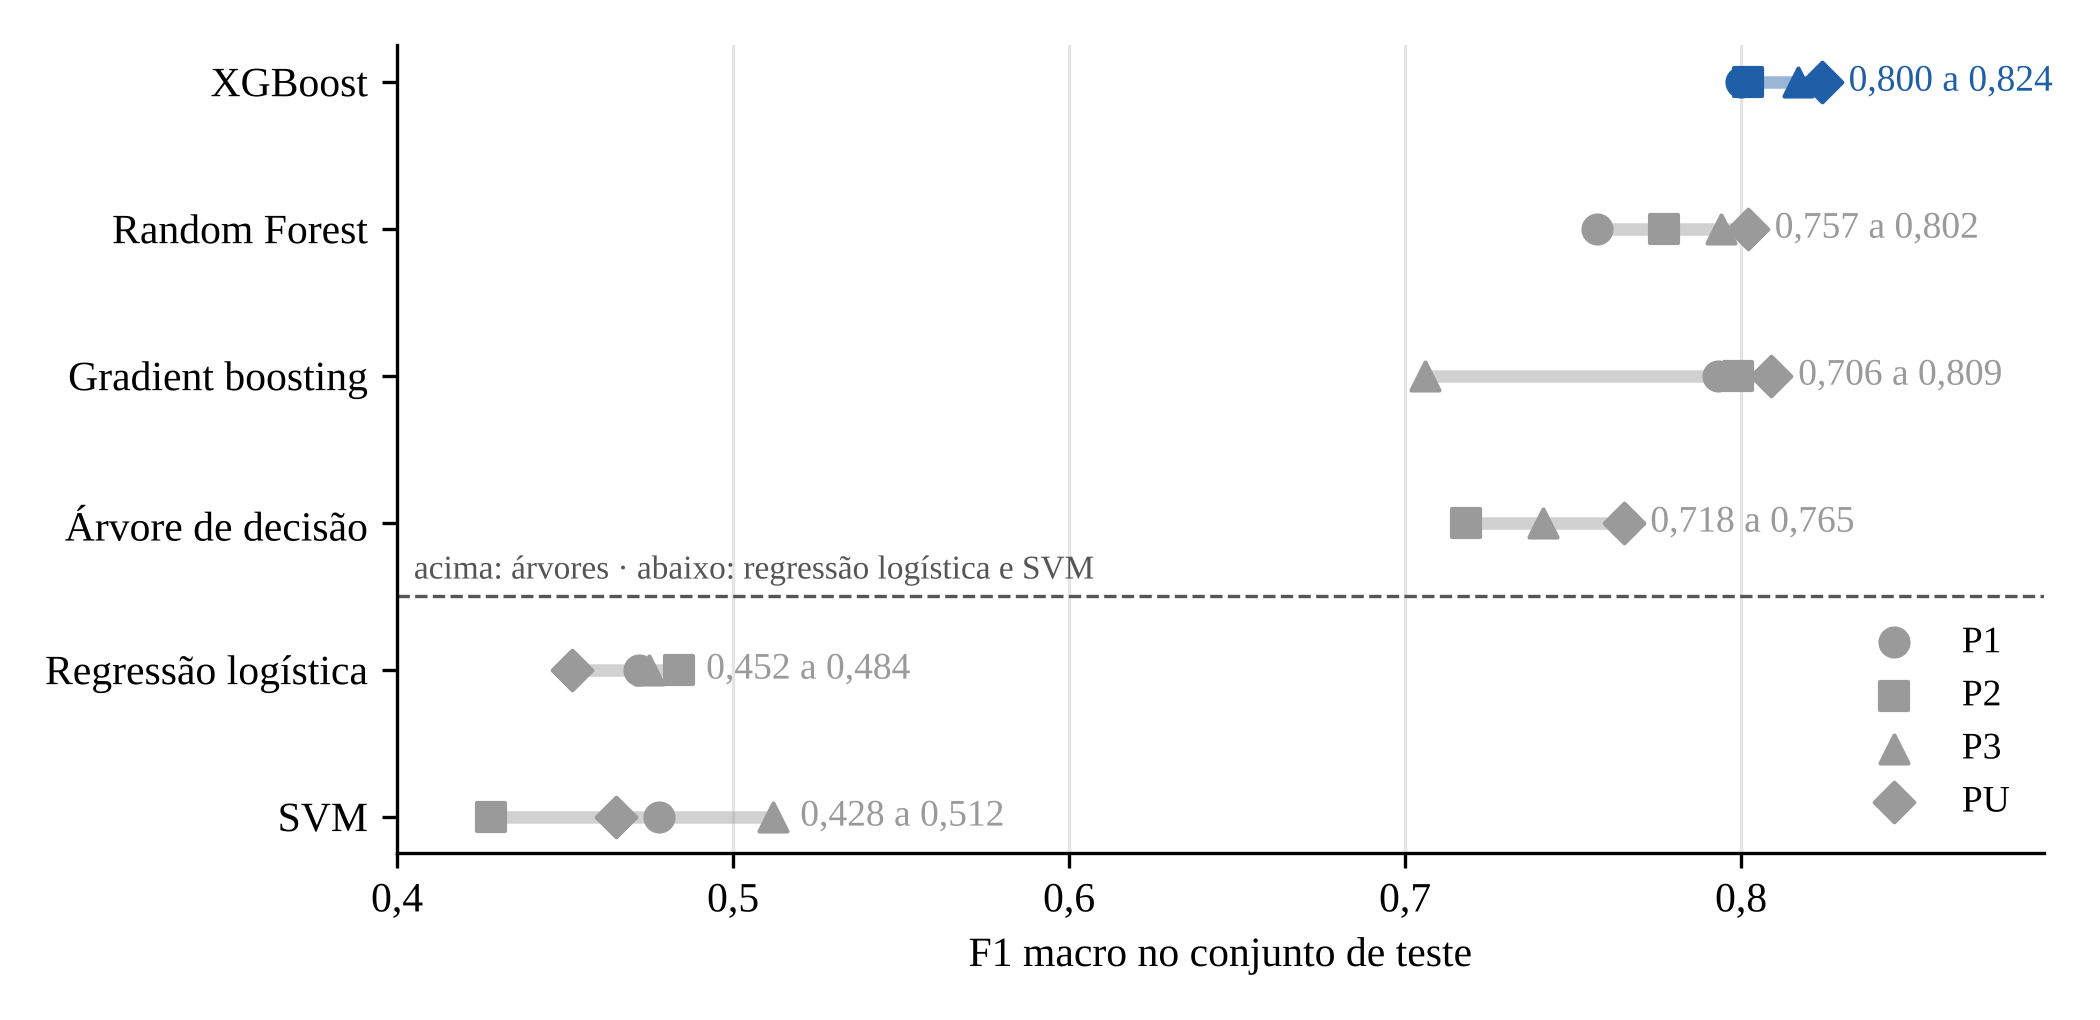 XGBoost
0,800 a 0,824
Random Forest
0,757 a 0,802
Gradient boosting
0,706 a 0,809
Árvore de decisão
0,718 a 0,765
acima: árvores · abaixo: regressão logística e SVM
Regressão logística
0,452 a 0,484
SVM
0,428 a 0,512
P1
P2
P3
PU
0,4
0,5
0,6
0,7
0,8
F1 macro no conjunto de teste